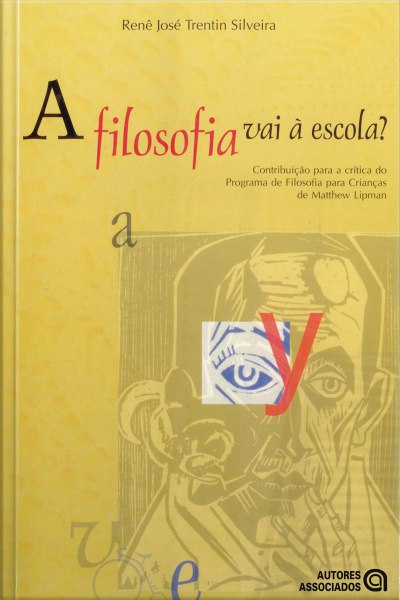 Renê José Trentin Silveira
A filosofia vai à escola?
Contribuição para a crítica do
Programa de Filosofia para Crianças
de Matthew Lipman
a
y
v
e
AUTORES
ASSOCIADOS
a